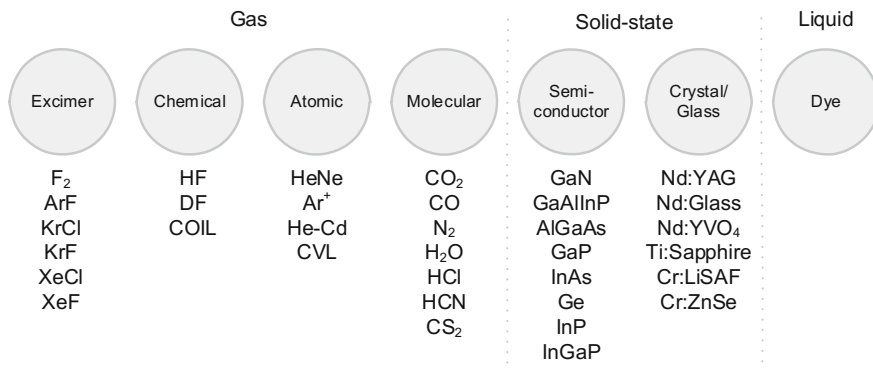 Gas
Solid-state
Liquid
Excimer
Chemical
Atomic
Molecular
Semi-
conductor
Crystal/
Glass
Dye
F₂
ArF
KrCl
KrF
XeCl
XeF
HF
DF
COIL
HeNe
Ar⁺
He-Cd
CVL
CO₂
CO
N₂
H₂O
HCl
HCN
CS₂
GaN
GaAlInP
AlGaAs
GaP
InAs
Ge
InP
InGaP
Nd:YAG
Nd:Glass
Nd:YVO₄
Ti:Sapphire
Cr:LiSAF
Cr:ZnSe